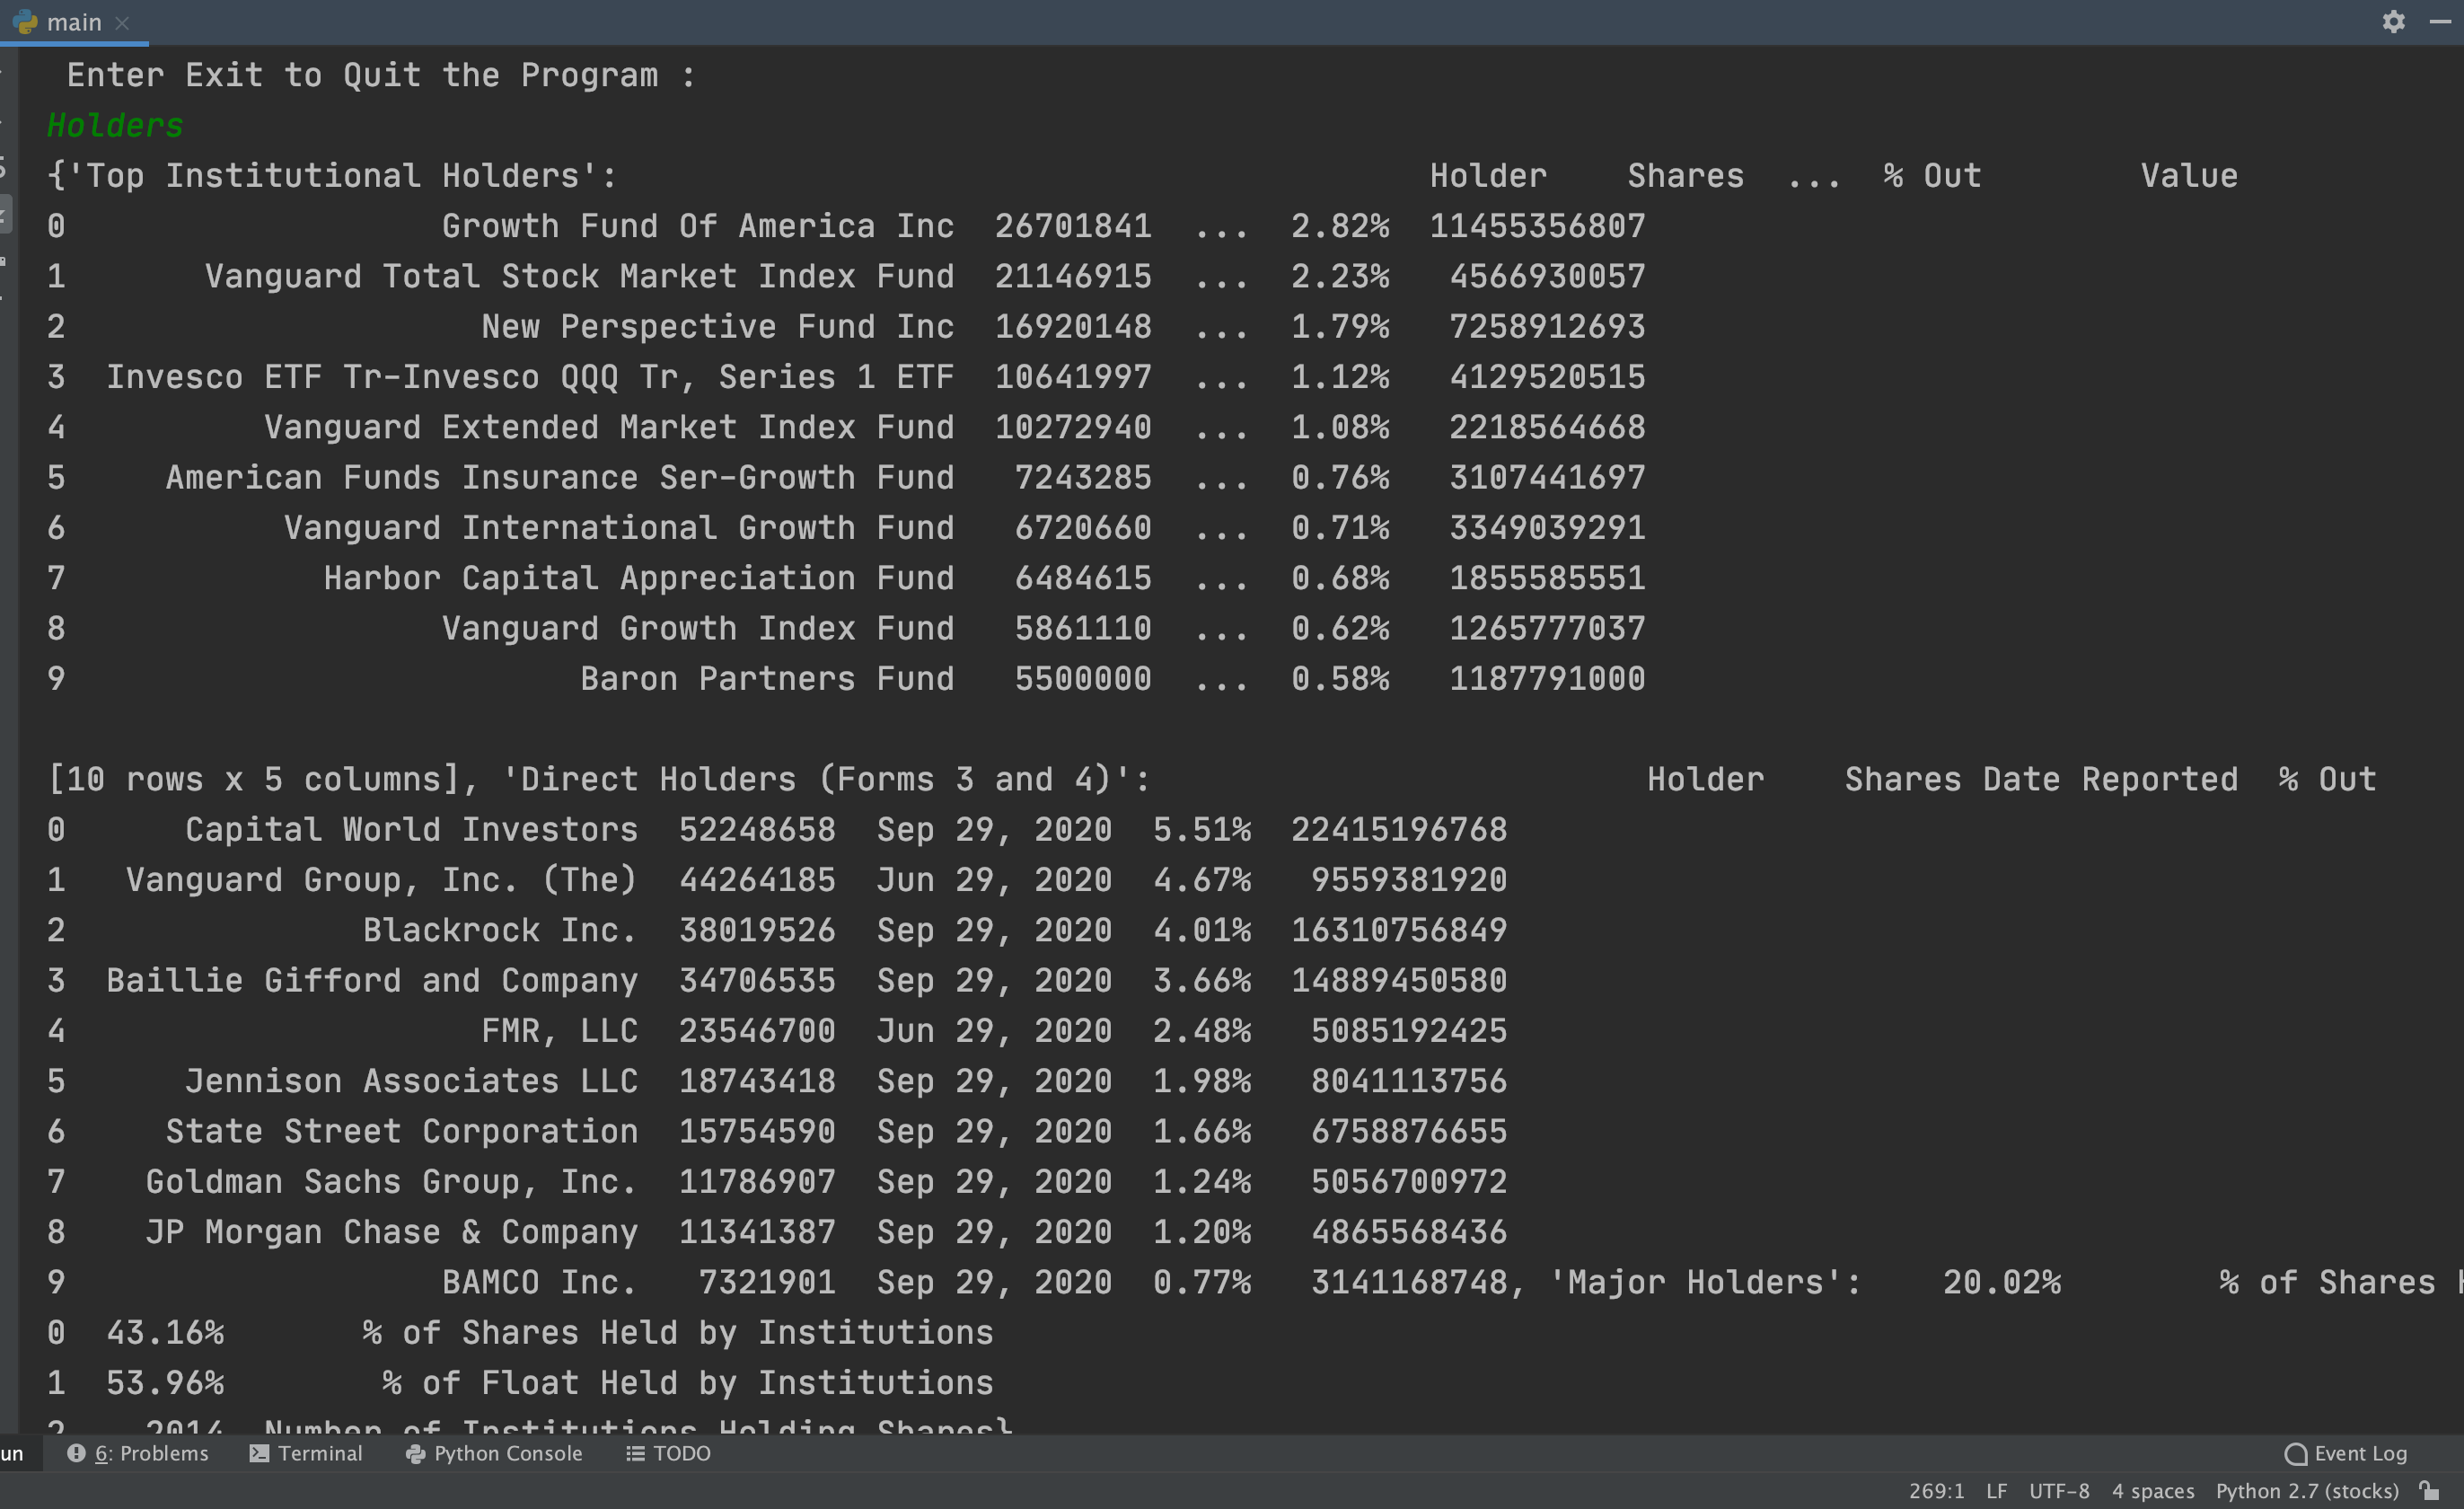 main
Enter Exit to Quit the Program :
Holders
{'Top Institutional Holders': Holder Shares ... % Out Value
0 Growth Fund Of America Inc 26701841 ... 2.82% 11455356807
1 Vanguard Total Stock Market Index Fund 21146915 ... 2.23% 4566930057
2 New Perspective Fund Inc 16920148 ... 1.79% 7258912693
3 Invesco ETF Tr-Invesco QQQ Tr, Series 1 ETF 10641997 ... 1.12% 4129520515
4 Vanguard Extended Market Index Fund 10272940 ... 1.08% 2218564668
5 American Funds Insurance Ser-Growth Fund 7243285 ... 0.76% 3107441697
6 Vanguard International Growth Fund 6720660 ... 0.71% 3349039291
7 Harbor Capital Appreciation Fund 6484615 ... 0.68% 1855585551
8 Vanguard Growth Index Fund 5861110 ... 0.62% 1265777037
9 Baron Partners Fund 5500000 ... 0.58% 1187791000
[10 rows x 5 columns], 'Direct Holders (Forms 3 and 4)': Holder Shares Date Reported % Out
0 Capital World Investors 52248658 Sep 29, 2020 5.51% 22415196768
1 Vanguard Group, Inc. (The) 44264185 Jun 29, 2020 4.67% 9559381920
2 Blackrock Inc. 38019526 Sep 29, 2020 4.01% 16310756849
3 Baillie Gifford and Company 34706535 Sep 29, 2020 3.66% 14889450580
4 FMR, LLC 23546700 Jun 29, 2020 2.48% 5085192425
5 Jennison Associates LLC 18743418 Sep 29, 2020 1.98% 8041113756
6 State Street Corporation 15754590 Sep 29, 2020 1.66% 6758876655
7 Goldman Sachs Group, Inc. 11786907 Sep 29, 2020 1.24% 5056700972
8 JP Morgan Chase & Company 11341387 Sep 29, 2020 1.20% 4865568436
9 BAMCO Inc. 7321901 Sep 29, 2020 0.77% 3141168748, 'Major Holders': 20.02% % of Shares
0 43.16% % of Shares Held by Institutions
1 53.96% % of Float Held by Institutions
2 2014 Number of Institutions Holding Shares}
un 6: Problems Terminal Python Console TODO Event Log
269:1 LF UTF-8 4 spaces Python 2.7 (stocks)